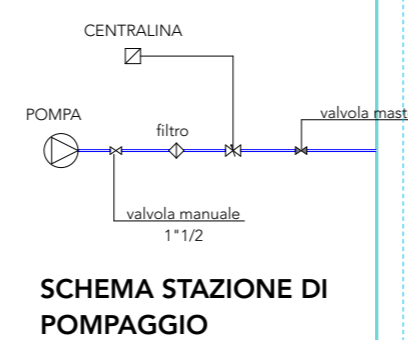 CENTRALINA
POMPA
filtro
valvola mast
valvola manuale
1"1/2
SCHEMA STAZIONE DI
POMPAGGIO